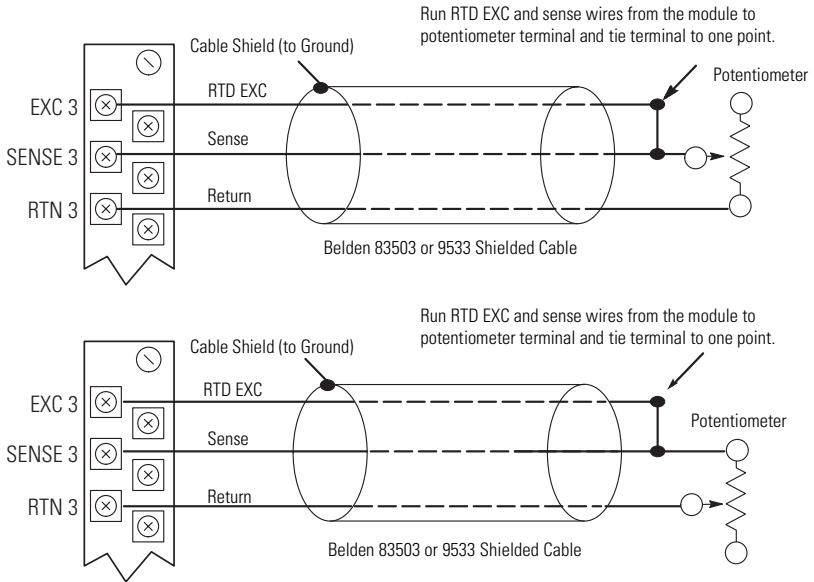 Run RTD EXC and sense wires from the module to
potentiometer terminal and tie terminal to one point.
Cable Shield (to Ground)
Potentiometer
RTD EXC
EXC 3
Sense
SENSE 3
Return
RTN 3
Belden 83503 or 9533 Shielded Cable
Run RTD EXC and sense wires from the module to
potentiometer terminal and tie terminal to one point.
Cable Shield (to Ground)
RTD EXC
EXC 3
Potentiometer
Sense
SENSE 3
Return
RTN 3
Belden 83503 or 9533 Shielded Cable